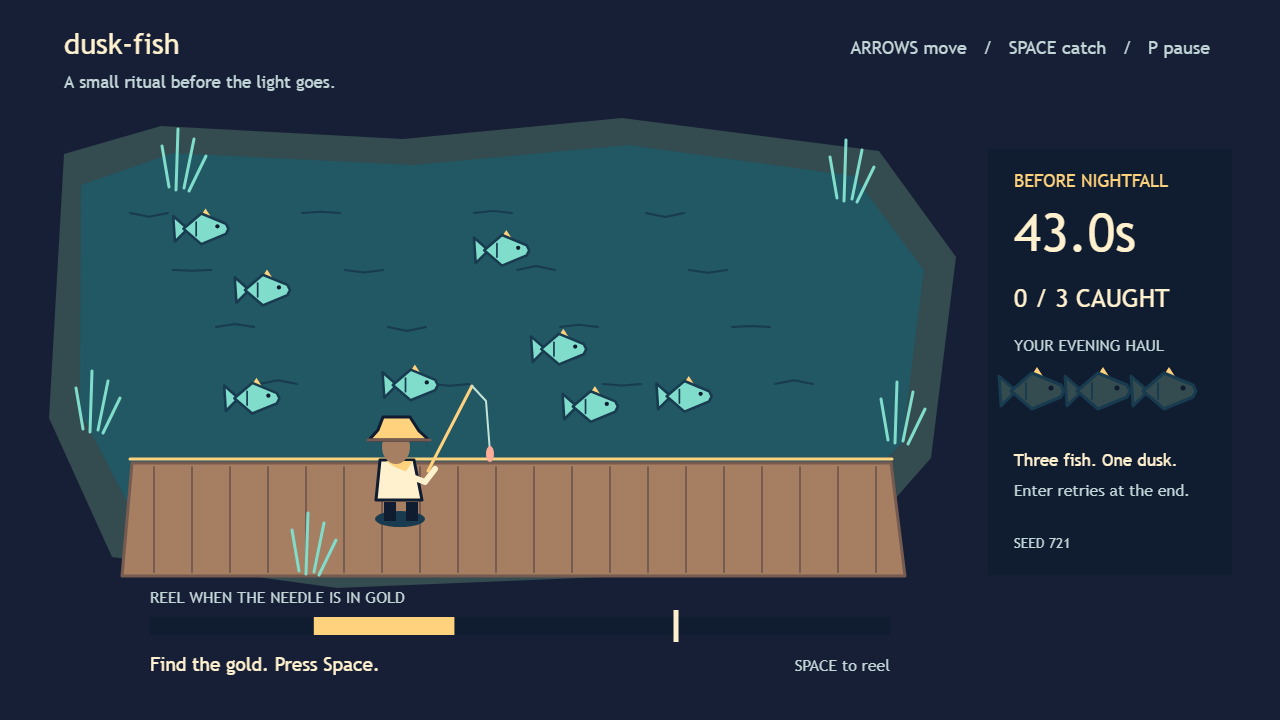 dusk-fish
A small ritual before the light goes.
ARROWS move / SPACE catch / P pause
BEFORE NIGHTFALL
43.0s
0 / 3 CAUGHT
YOUR EVENING HAUL
Three fish. One dusk.
Enter retries at the end.
SEED 721
REEL WHEN THE NEEDLE IS IN GOLD
Find the gold. Press Space.
SPACE to reel